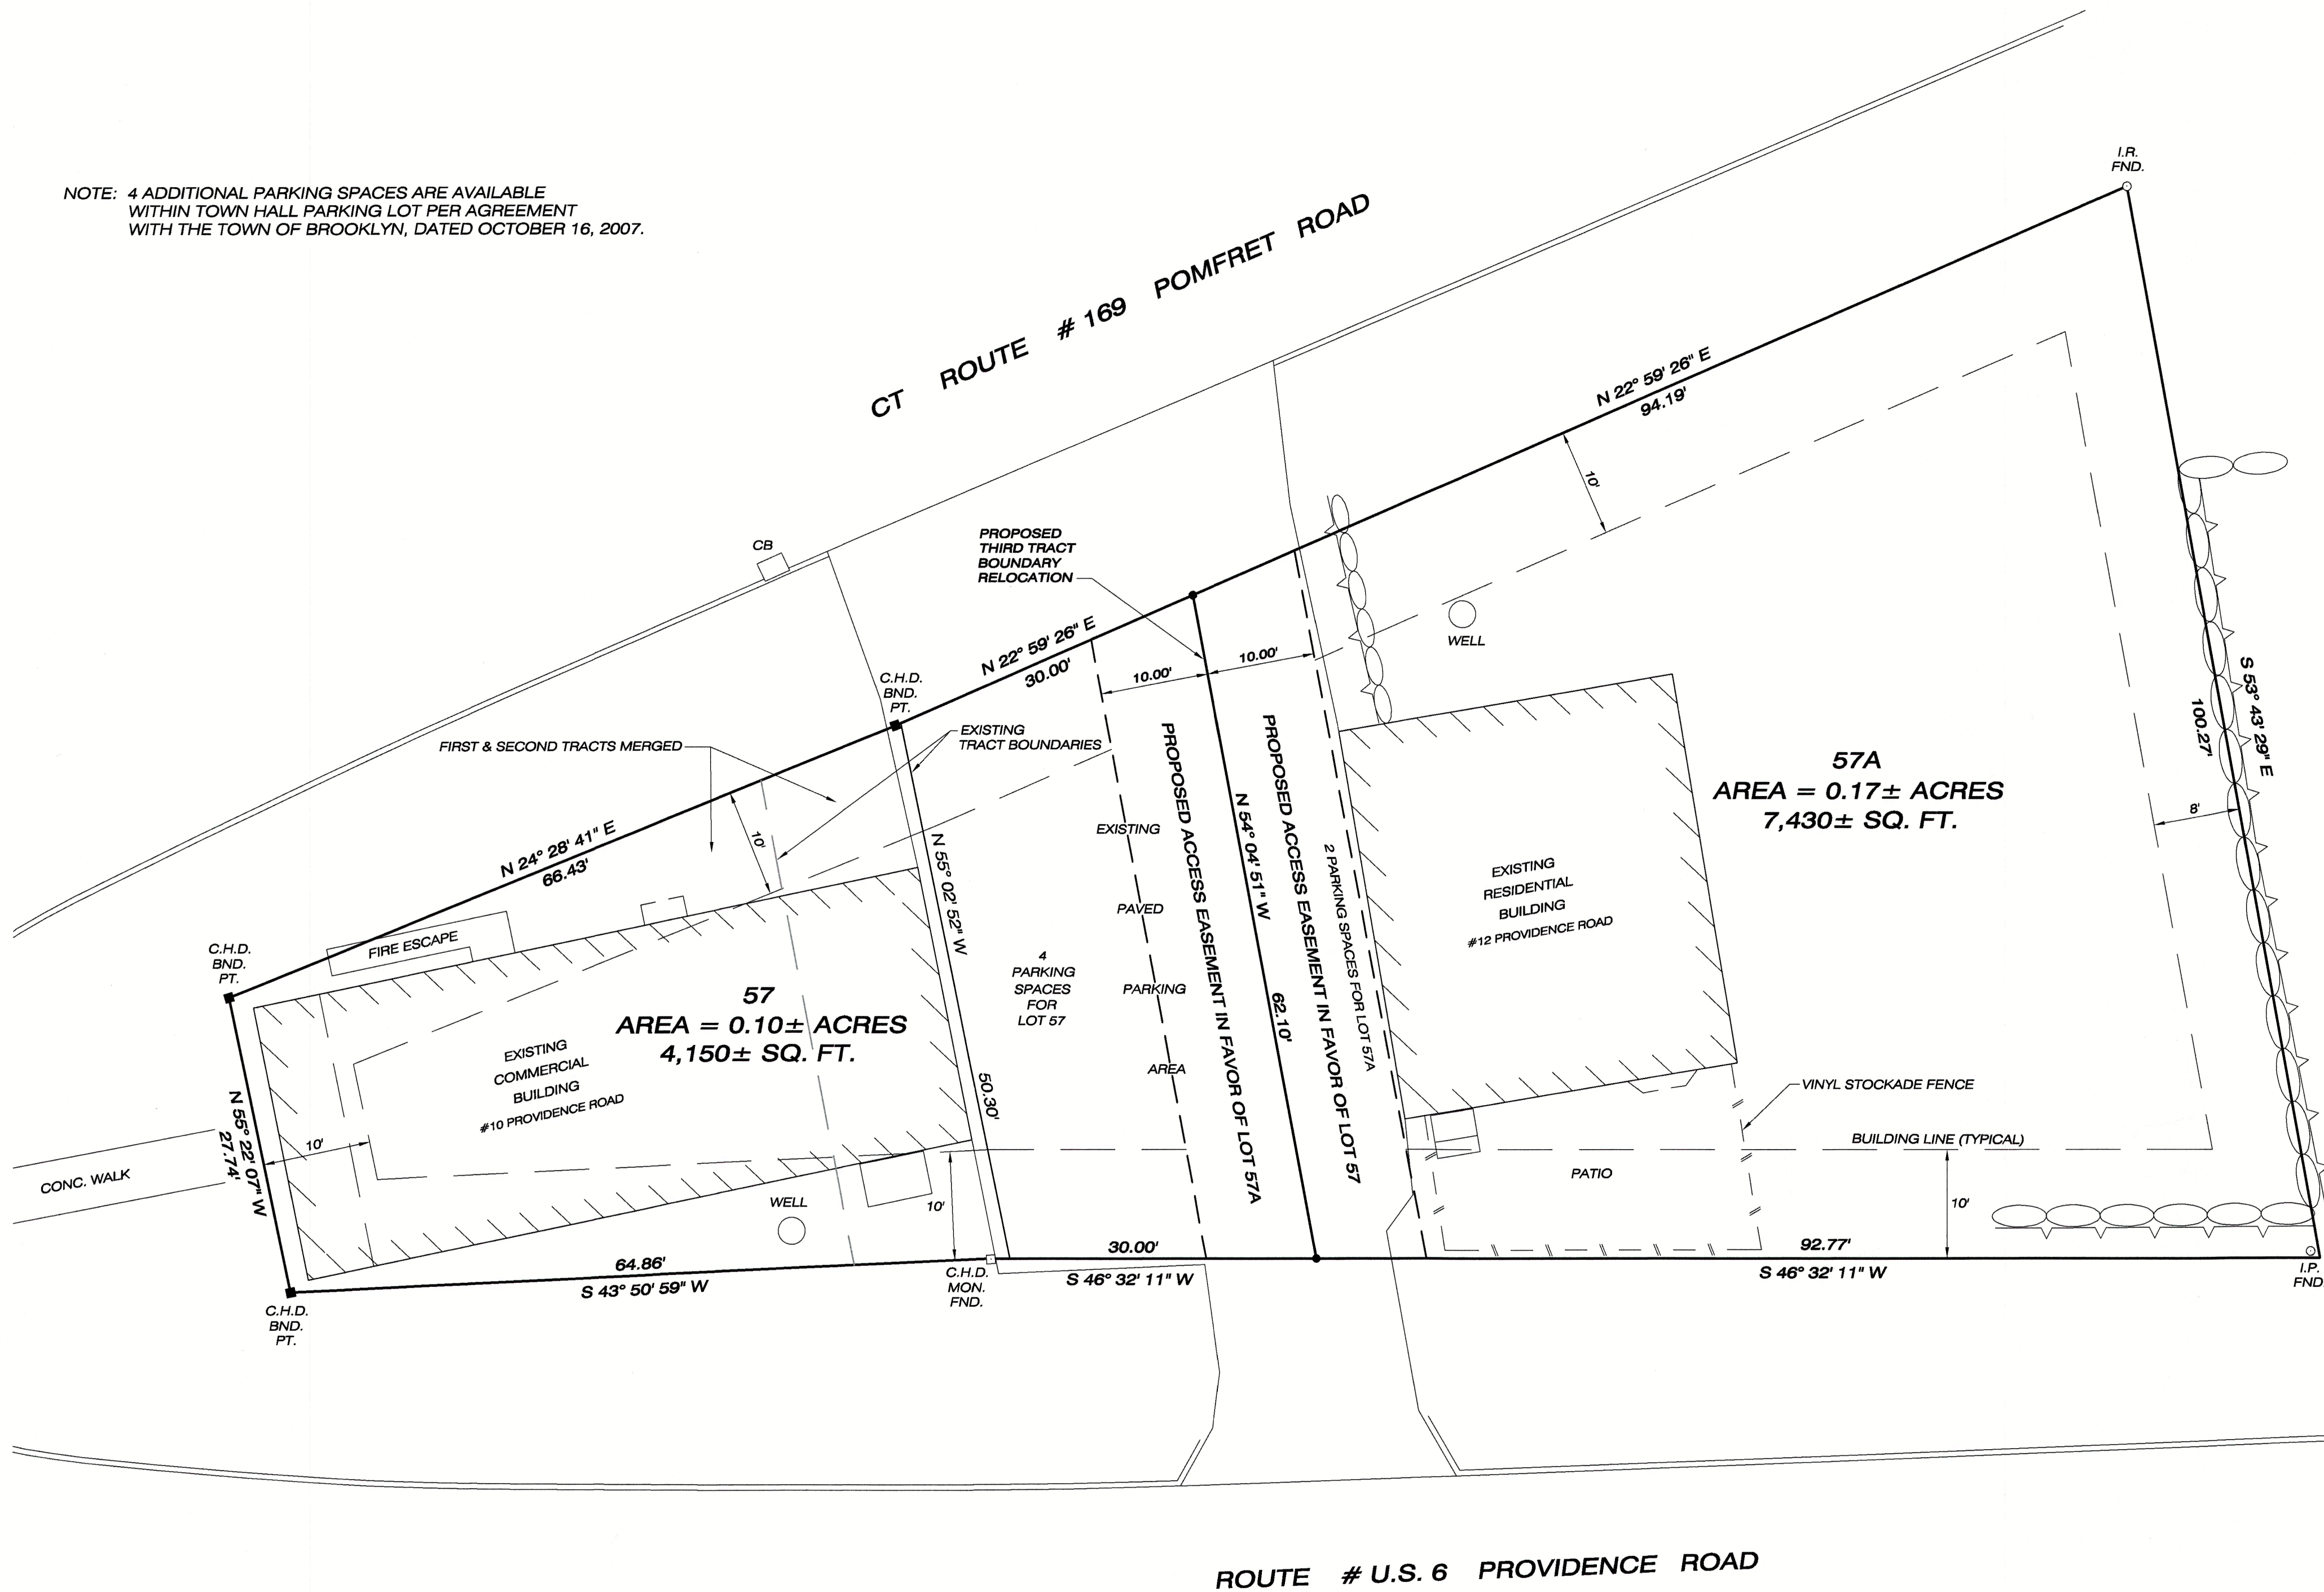 I.R.
FND.
NOTE: 4 ADDITIONAL PARKING SPACES ARE AVAILABLE
WITHIN TOWN HALL PARKING LOT PER AGREEMENT
WITH THE TOWN OF BROOKLYN, DATED OCTOBER 16, 2007.
CT ROUTE # 169 POMFRET ROAD
N 22° 59' 26" E
94.19'
10'
CB
PROPOSED
THIRD TRACT
BOUNDARY
RELOCATION
N 22° 59' 26" E
30.00'
10.00'
10.00'
WELL
C.H.D.
BND.
PT.
FIRST & SECOND TRACTS MERGED
EXISTING
TRACT BOUNDARIES
S 53° 43' 29" E
100.27'
57A
AREA = 0.17± ACRES
7,430± SQ. FT.
8'
N 24° 28' 41" E
66.43'
10'
N 55° 02' 52" W
50.30'
EXISTING
PAVED
PARKING
AREA
PROPOSED ACCESS EASEMENT IN FAVOR OF LOT 57A
N 54° 04' 51" W
62.10'
PROPOSED ACCESS EASEMENT IN FAVOR OF LOT 57
2 PARKING SPACES FOR LOT 57A
EXISTING
RESIDENTIAL
BUILDING
#12 PROVIDENCE ROAD
C.H.D.
BND.
PT.
FIRE ESCAPE
4
PARKING
SPACES
FOR
LOT 57
57
AREA = 0.10± ACRES
4,150± SQ. FT.
EXISTING
COMMERCIAL
BUILDING
#10 PROVIDENCE ROAD
N 55° 22' 07" W
27.74'
10'
CONC. WALK
WELL
10'
VINYL STOCKADE FENCE
BUILDING LINE (TYPICAL)
PATIO
10'
64.86'
S 43° 50' 59" W
C.H.D.
MON.
FND.
30.00'
S 46° 32' 11" W
92.77'
S 46° 32' 11" W
I.P.
FND
C.H.D.
BND.
PT.
ROUTE # U.S. 6 PROVIDENCE ROAD